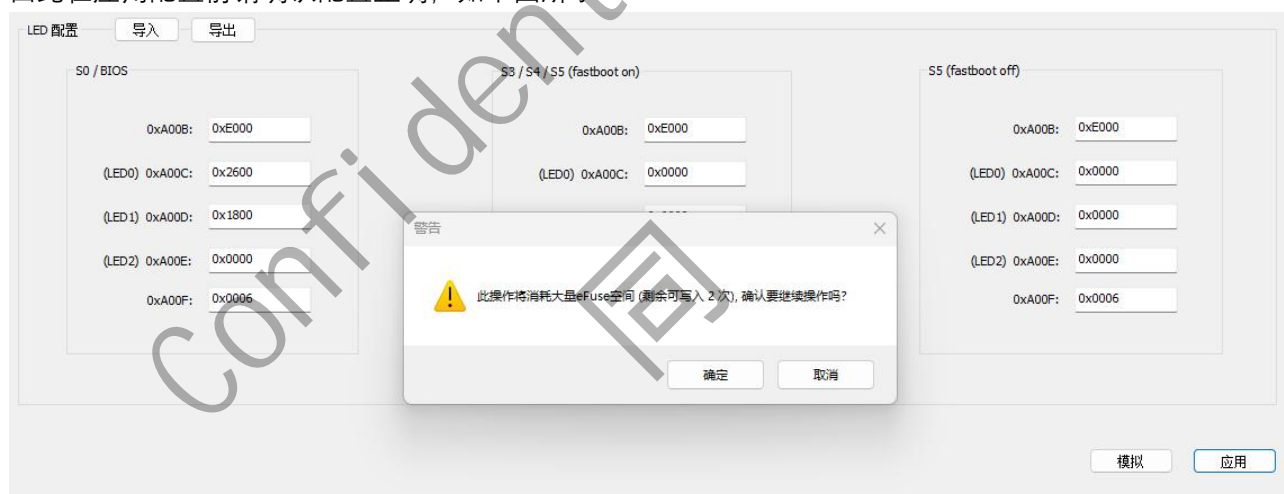 LED 配置 导入 导出
S0 / BIOS
0xA00B: 0xE000
(LED0) 0xA00C: 0x2600
(LED1) 0xA00D: 0x1800
(LED2) 0xA00E: 0x0000
0xA00F: 0x0006
S3 / S4 / S5 (fastboot on)
0xA00B: 0xE000
(LED0) 0xA00C: 0x0000
S5 (fastboot off)
0xA00B: 0xE000
(LED0) 0xA00C: 0x0000
(LED1) 0xA00D: 0x0000
(LED2) 0xA00E: 0x0000
0xA00F: 0x0006
警告
此操作将消耗大量eFuse空间 (剩余可写入 2 次), 确认要继续操作吗?
确定 取消
模拟 应用
Confident
同